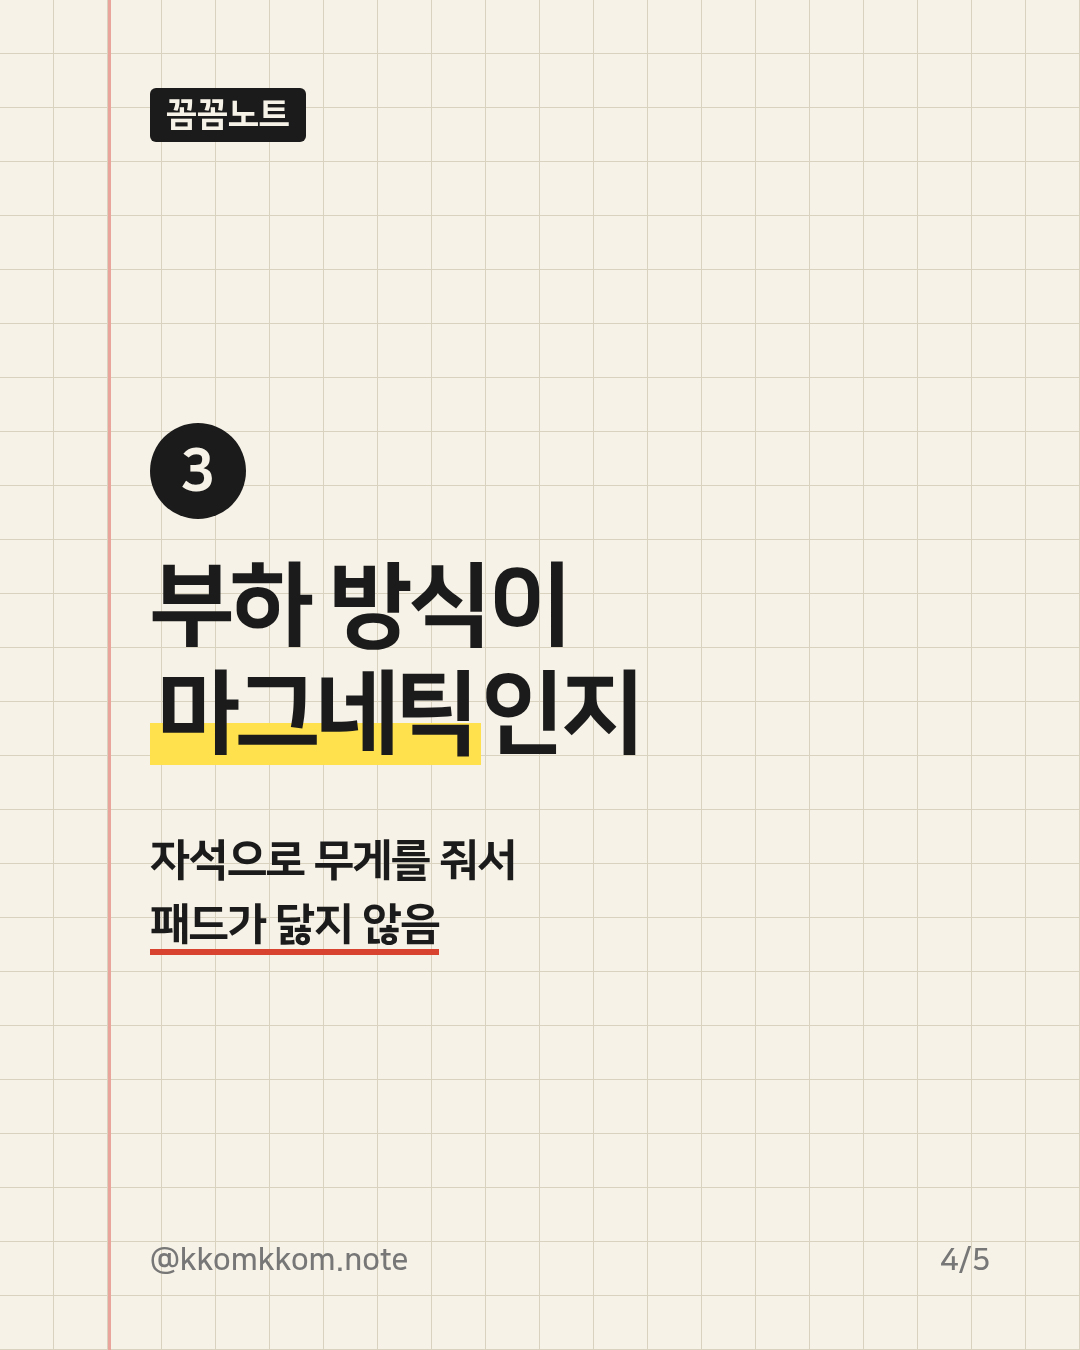 꼼꼼노트
3
부하 방식이
마그네틱인지
자석으로 무게를 줘서
패드가 닳지 않음
@kkomkkom.note
4/5